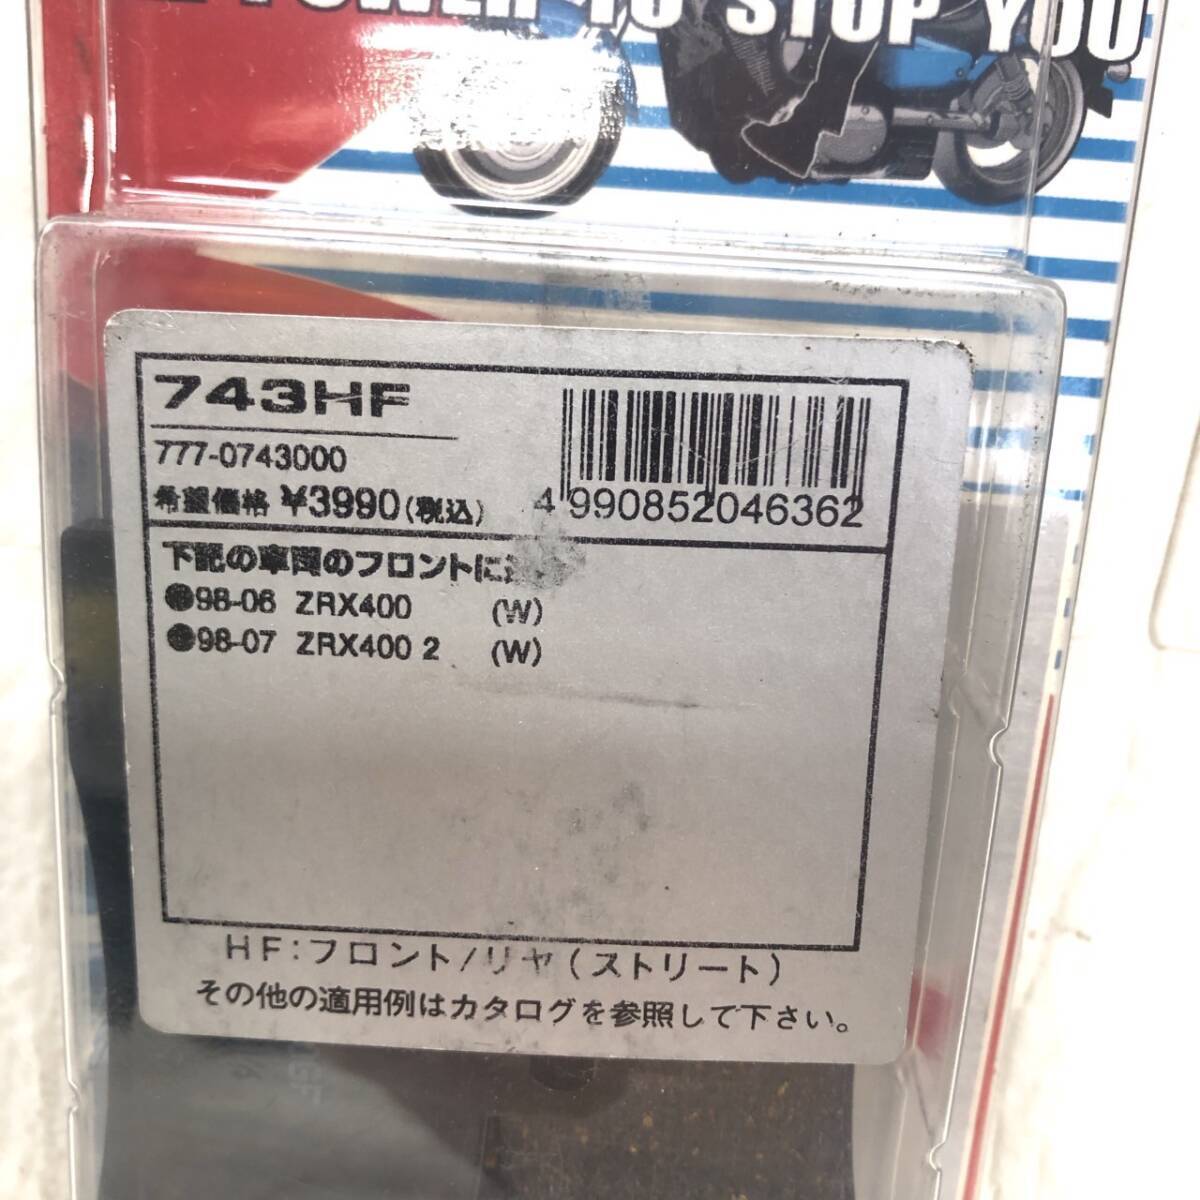 POWER TO STOP YOU
743HF
777-0743000
希望価格 ¥3990(税込)
4 990852 046362
下記の車両のフロントに
●98-06 ZRX400 (W)
●98-07 ZRX400 2 (W)
HF:フロント/リヤ(ストリート)
その他の適用例はカタログを参照して下さい。